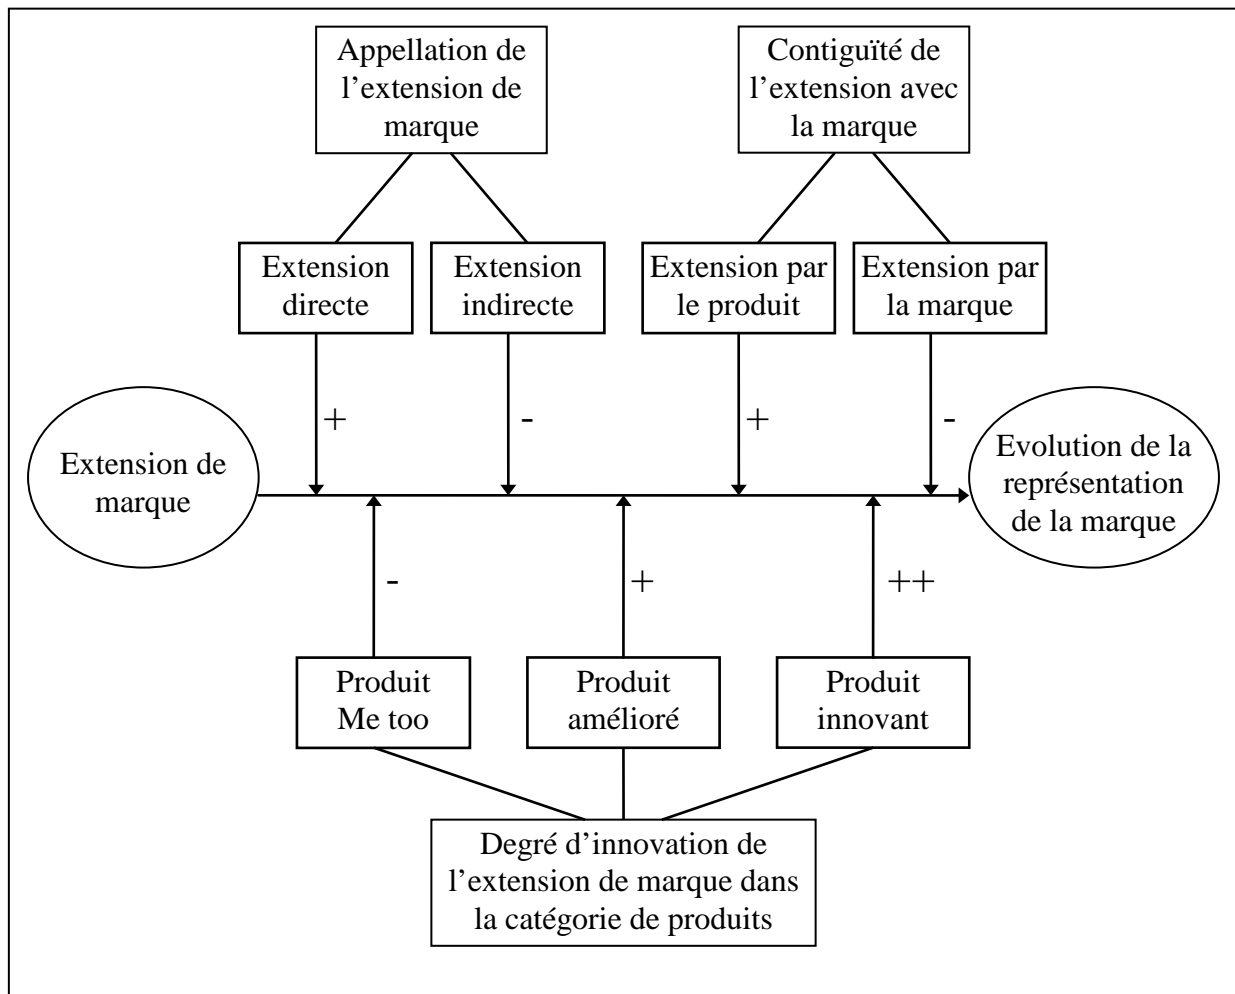 Appellation de
l’extension de
marque
Contiguïté de
l’extension avec
la marque
Extension
directe
Extension
indirecte
Extension par
le produit
Extension par
la marque
+
-
+
-
Extension de
marque
Evolution de la
représentation
de la marque
-
+
++
Produit
Me too
Produit
amélioré
Produit
innovant
Degré d’innovation de
l’extension de marque dans
la catégorie de produits